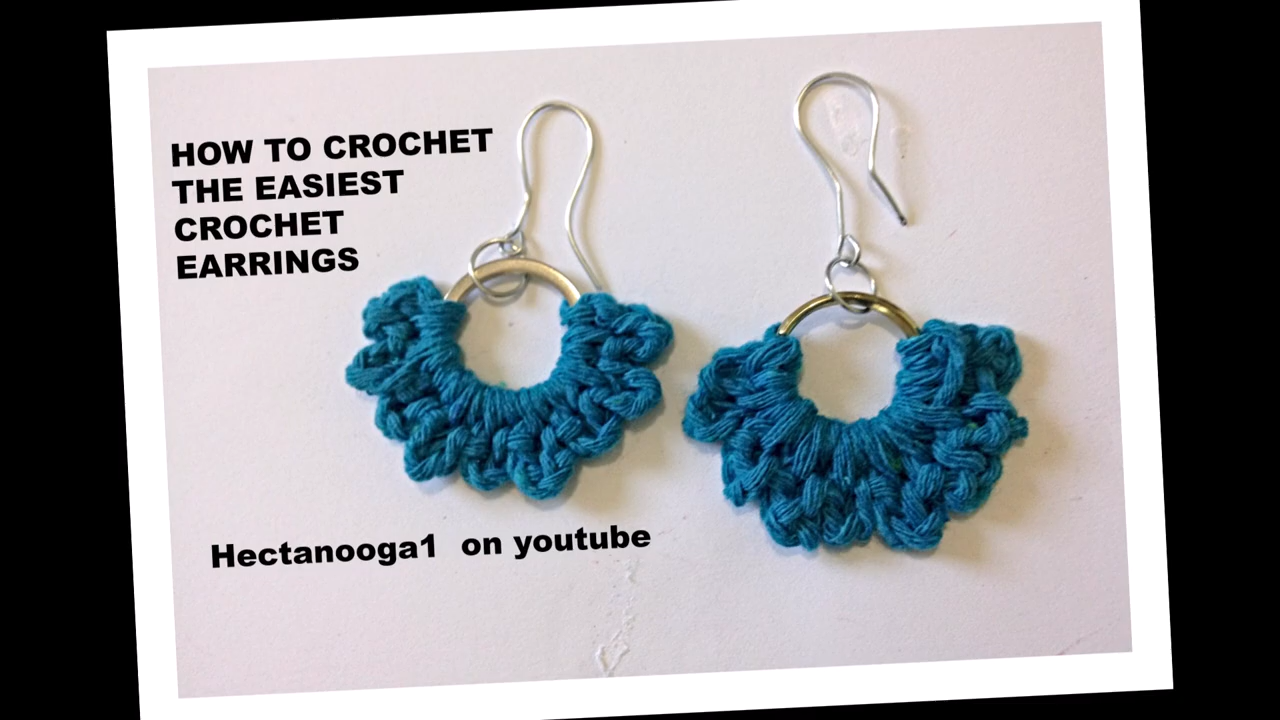 HOW TO CROCHET
THE EASIEST
CROCHET
EARRINGS
Hectanooga1 on youtube